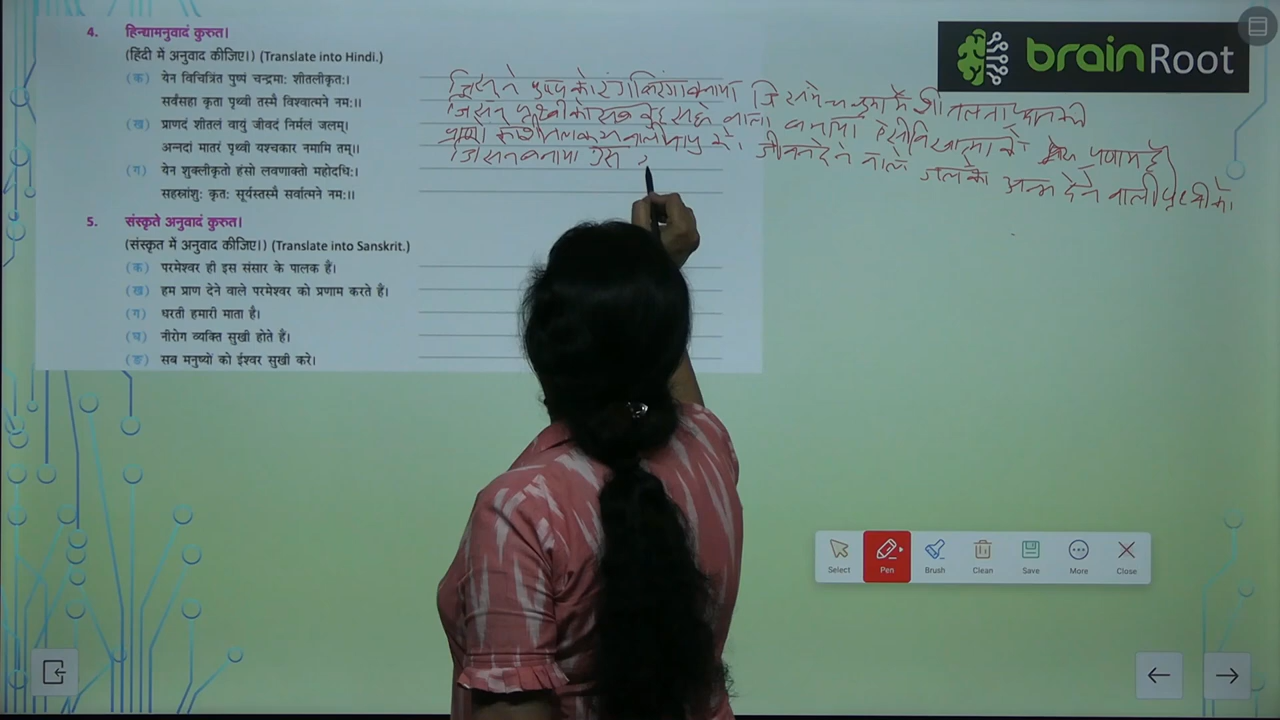 brainRoot
4. हिन्द्यामनुवादं कुरुत।
(हिंदी में अनुवाद कीजिए।) (Translate into Hindi.)
(क) येन विचित्रितं पुष्पं चन्द्रमाः शीतलीकृतः।
सर्वंसहा कृता पृथ्वी तस्मै विश्वात्मने नमः॥
(ख) प्राणदं शीतलं वायुं जीवदं निर्मलं जलम्।
अन्नदां मातरं पृथ्वी यश्चकार नमामि तम्॥
(ग) येन शुक्लीकृतो हंसो लवणाक्तो महोदधिः।
सहस्रांशुः कृतः सूर्यस्तस्मै सर्वात्मने नमः॥
जिसने पुष्प को रंग बिरंगा बनाया जिसने चन्द्रमा में शीतलता प्रदान की
जिसने पृथ्वी को सब कुछ सहने वाला बनाया ऐसी विश्वात्मा को प्रणाम है
वायु को। जीवन देने वाले जल को अन्न देने वाली पृथ्वी को।
जिसने बनाया उस
5. संस्कृते अनुवादं कुरुत।
(संस्कृत में अनुवाद कीजिए।) (Translate into Sanskrit.)
(क) परमेश्वर ही इस संसार के पालक हैं।
(ख) हम प्राण देने वाले परमेश्वर को प्रणाम करते हैं।
(ग) धरती हमारी माता है।
(घ) नीरोग व्यक्ति सुखी होते हैं।
(ङ) सब मनुष्यों को ईश्वर सुखी करे।
Select Pen Brush Clean Save More Close